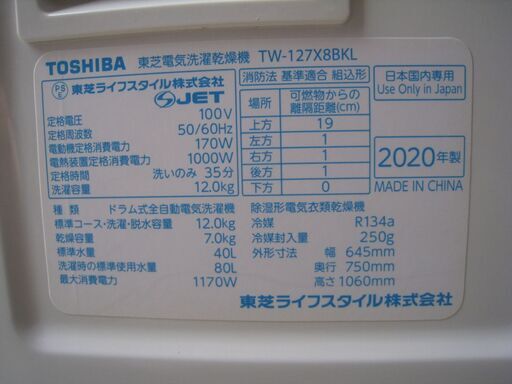 TOSHIBA 東芝電気洗濯乾燥機 TW-127X8BKL
PSE 東芝ライフスタイル株式会社
JET
定格電圧 100V
定格周波数 50/60Hz
電動機定格消費電力 170W
電熱装置定格消費電力 1000W
定格時間 洗いのみ 35分
洗濯容量 12.0kg
消防法 基準適合 組込形
場所 可燃物からの離隔距離(cm)
上方 19
左方 1
右方 1
後方 1
下方 0
日本国内専用
Use Only in Japan
2020年製
MADE IN CHINA
種類 ドラム式全自動電気洗濯機
標準コース・洗濯・脱水容量 12.0kg
乾燥容量 7.0kg
標準水量 40L
洗濯時の標準使用水量 80L
最大消費電力 1170W
除湿形電気衣類乾燥機
冷媒 R134a
冷媒封入量 250g
外形寸法 幅 645mm
奥行 750mm
高さ 1060mm
東芝ライフスタイル株式会社